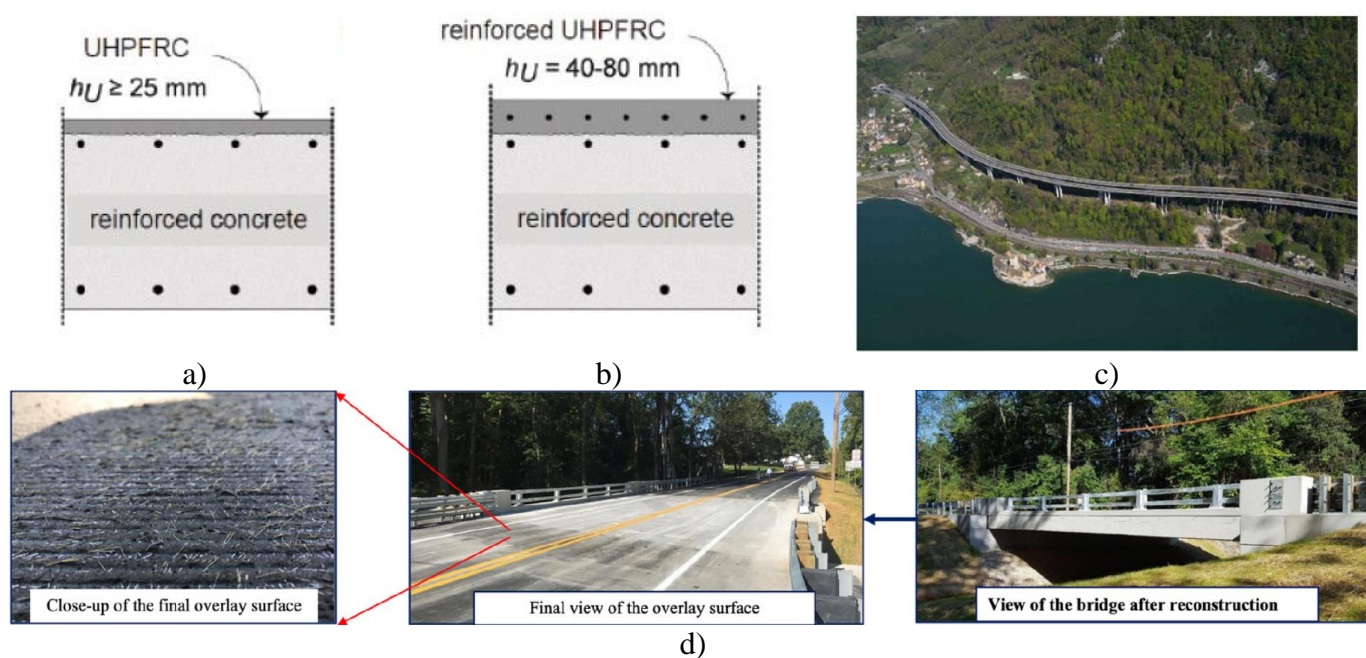 UHPFRC
hU ≥ 25 mm
reinforced concrete
reinforced UHPFRC
hU = 40-80 mm
reinforced concrete
a)
b)
c)
Close-up of the final overlay surface
Final view of the overlay surface
View of the bridge after reconstruction
d)